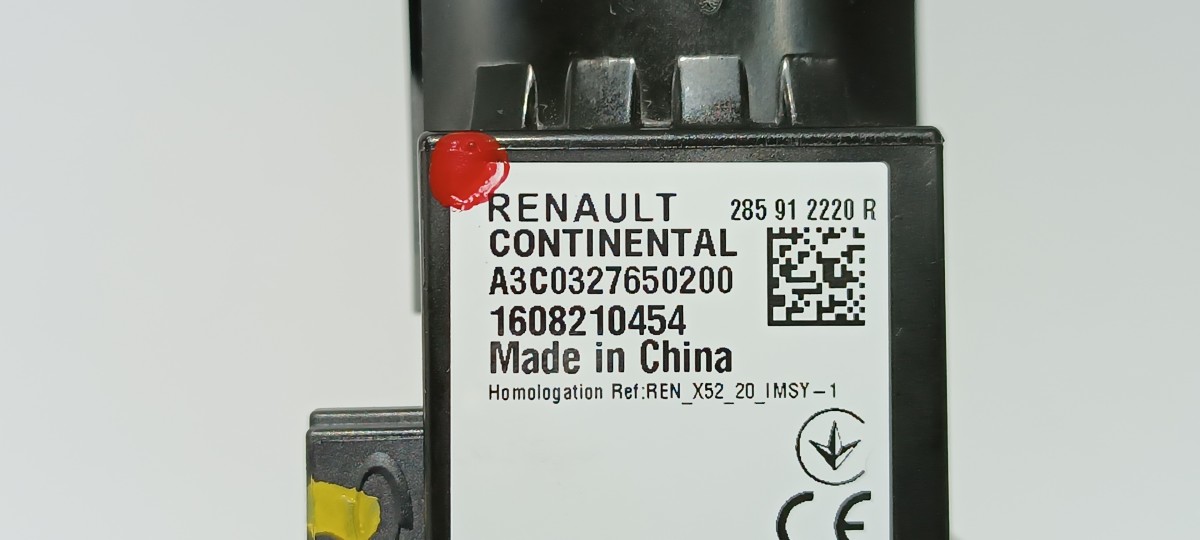 RENAULT 285 91 2220 R
CONTINENTAL
A3C0327650200
1608210454
Made in China
Homologation Ref:REN_X52_20_IMSY-1
CE